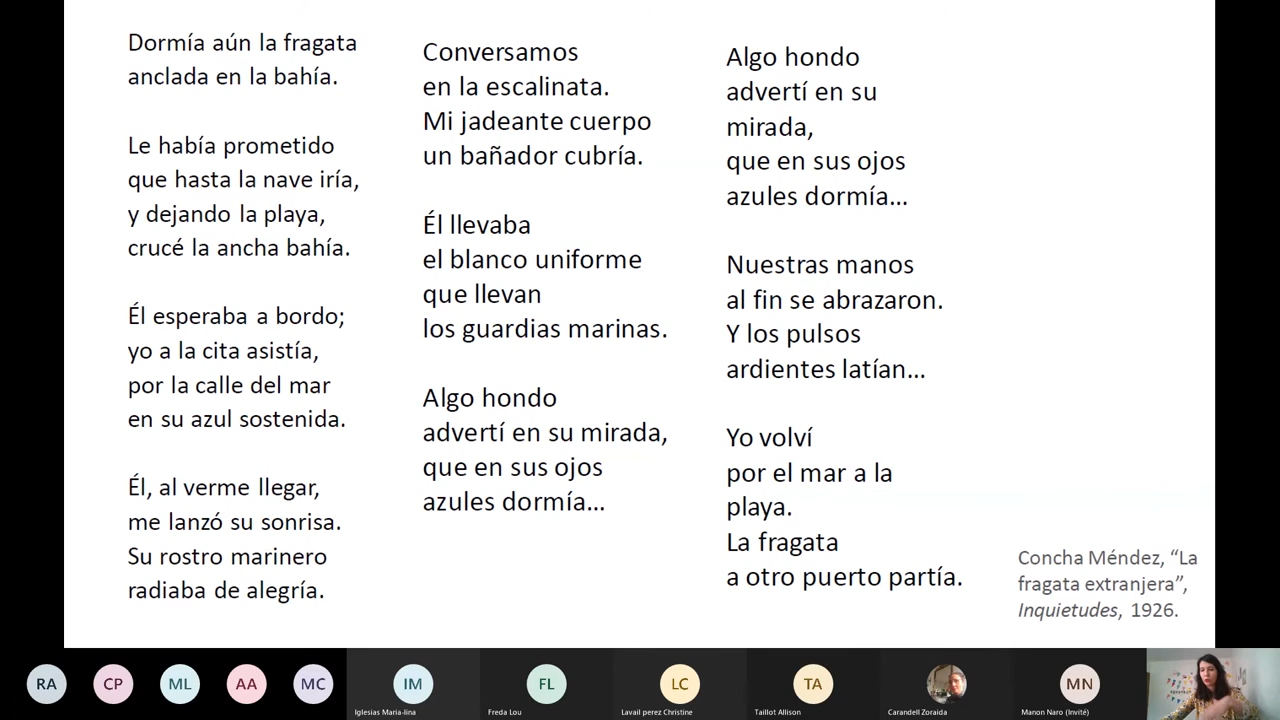 Dormía aún la fragata
anclada en la bahía.
Le había prometido
que hasta la nave iría,
y dejando la playa,
crucé la ancha bahía.
Él esperaba a bordo;
yo a la cita asistía,
por la calle del mar
en su azul sostenida.
Él, al verme llegar,
me lanzó su sonrisa.
Su rostro marinero
radiaba de alegría.
Conversamos
en la escalinata.
Mi jadeante cuerpo
un bañador cubría.
Él llevaba
el blanco uniforme
que llevan
los guardias marinas.
Algo hondo
advertí en su mirada,
que en sus ojos
azules dormía…
Algo hondo
advertí en su
mirada,
que en sus ojos
azules dormía…
Nuestras manos
al fin se abrazaron.
Y los pulsos
ardientes latían…
Yo volví
por el mar a la
playa.
La fragata
a otro puerto partía.
Concha Méndez, “La
fragata extranjera”,
Inquietudes, 1926.
RA
CP
ML
AA
MC
IM
FL
LC
TA
MN
Iglesias Maria-lina
Freda Lou
Lavail perez Christine
Taillot Allison
Carandell Zoraida
Manon Naro (Invité)